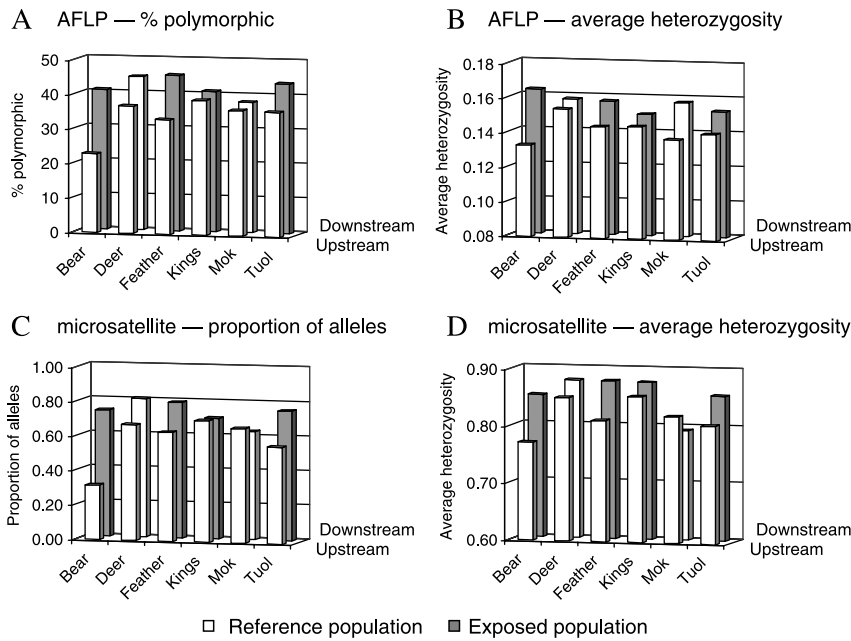 A AFLP — % polymorphic
50
40
30
20
10
0
% polymorphic
Bear
Deer
Feather
Kings
Mok
Tuol
Downstream
Upstream
B AFLP — average heterozygosity
0.18
0.16
0.14
0.12
0.10
0.08
Average heterozygosity
Bear
Deer
Feather
Kings
Mok
Tuol
Downstream
Upstream
C microsatellite — proportion of alleles
1.00
0.80
0.60
0.40
0.20
0.00
Proportion of alleles
Bear
Deer
Feather
Kings
Mok
Tuol
Downstream
Upstream
D microsatellite — average heterozygosity
0.90
0.80
0.70
0.60
Average heterozygosity
Bear
Deer
Feather
Kings
Mok
Tuol
Downstream
Upstream
Reference population
Exposed population